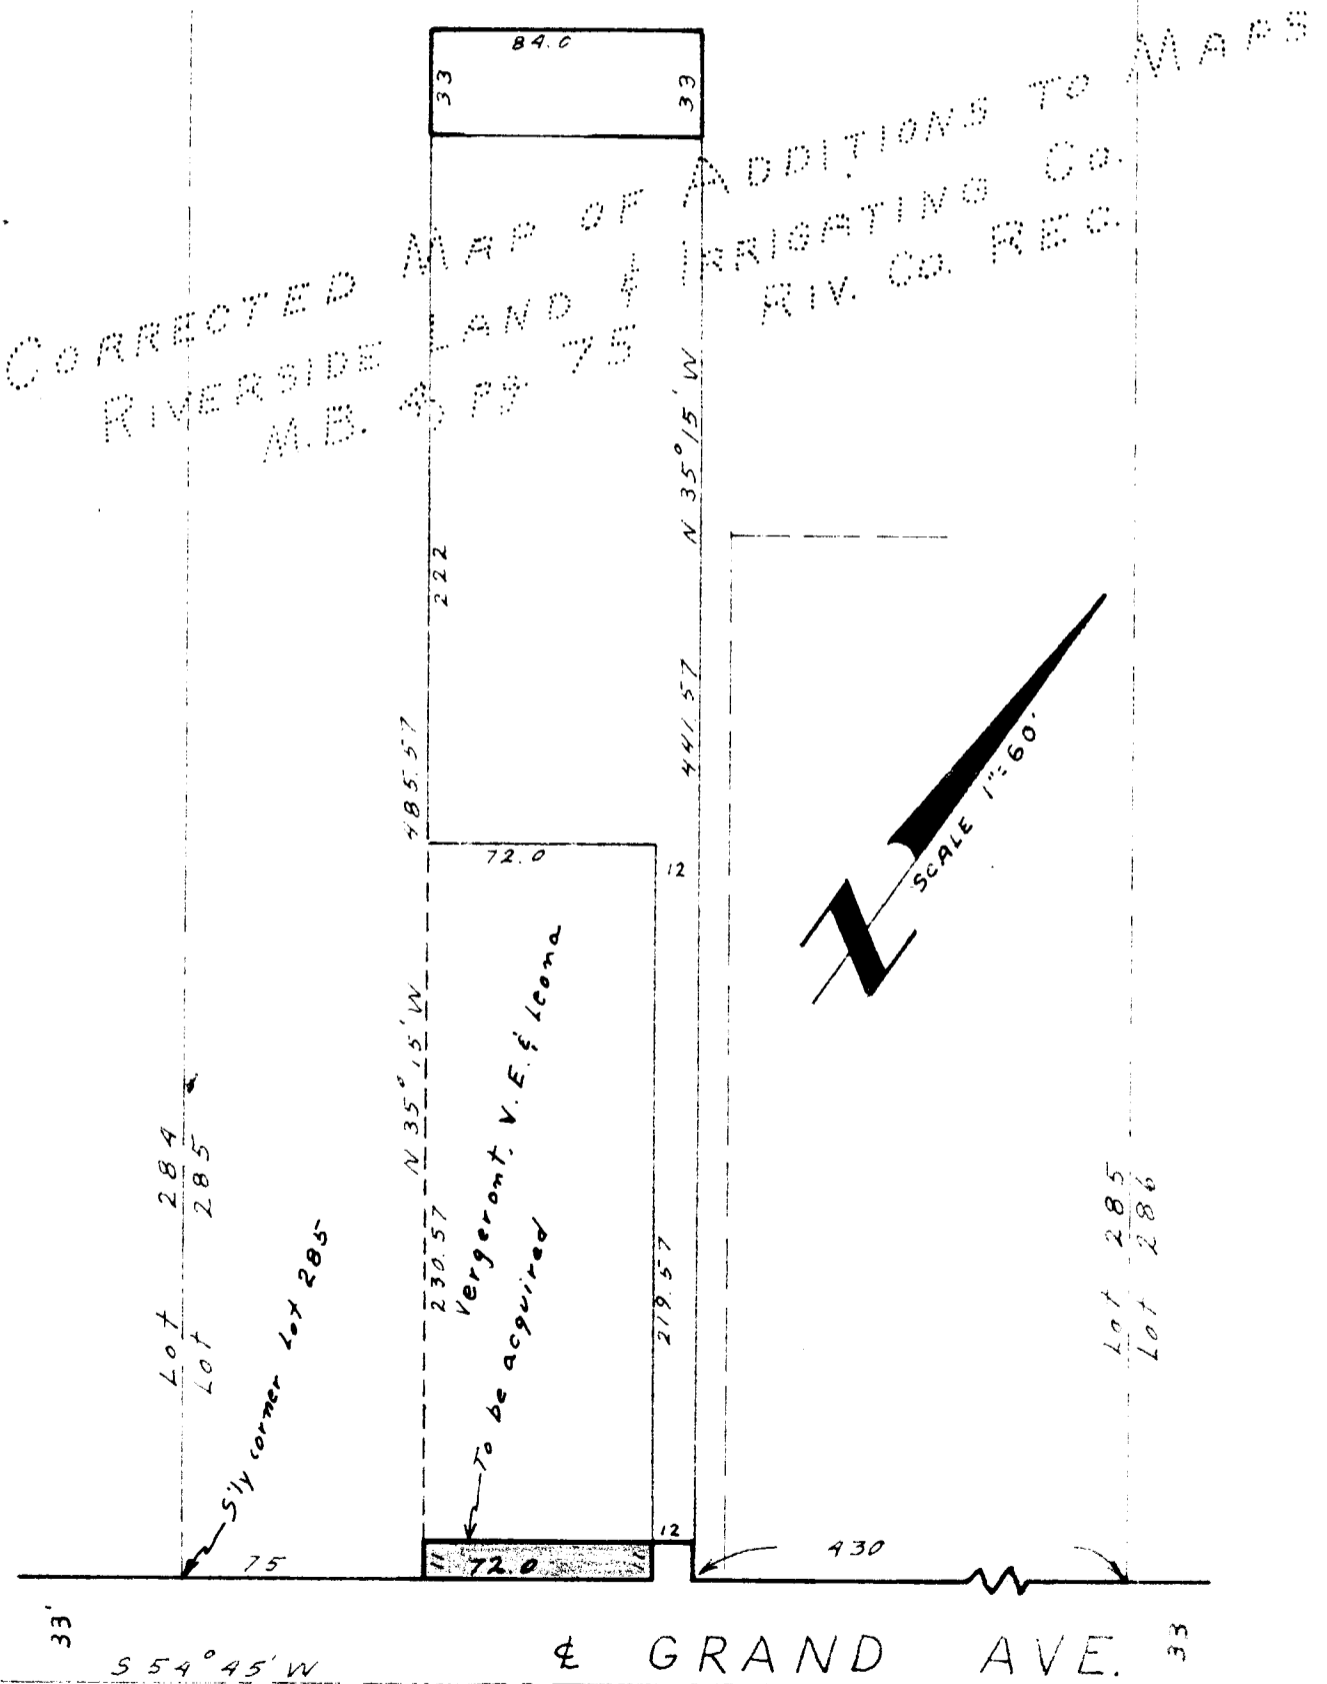 84.0
33
33
CORRECTED MAP OF ADDITIONS TO MAPS
RIVERSIDE LAND & IRRIGATING Co.
M.B. PG. 75 RIV. Co. REC.
N 35° 15' W
222
441.57
485.57
SCALE 1"=60'
N
72.0
12
N 35° 15' W
Vergeront, V. E. & Leona
To be acquired
230.57
219.57
Lot 284
Lot 285
Lot 285
Lot 286
S'ly corner Lot 285
12
11
72.0
11
75
430
33'
33
S 54° 45' W
℄ GRAND AVE.